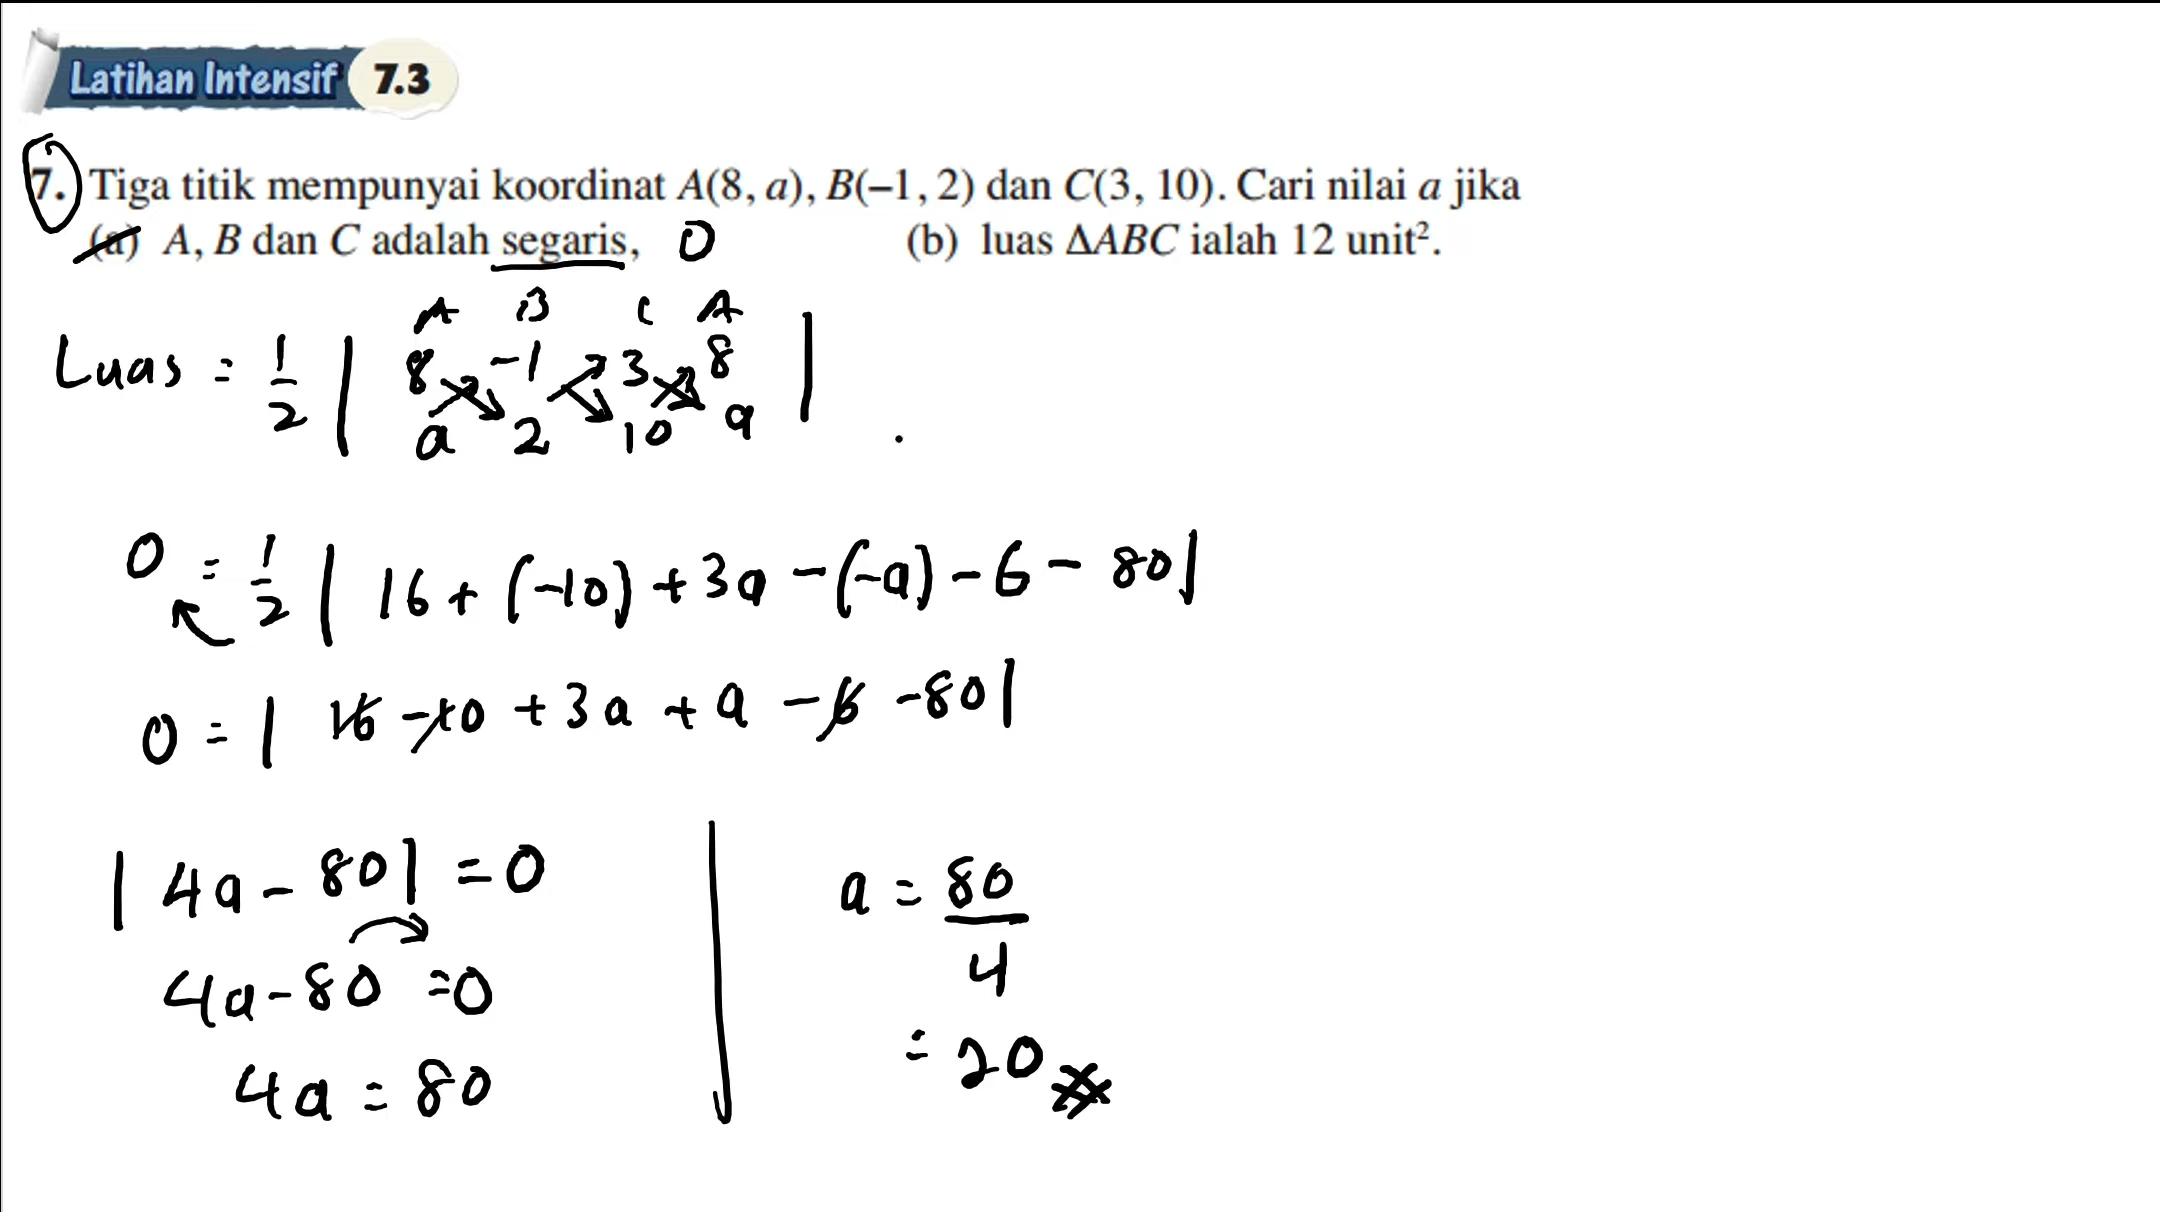 Latihan Intensif 7.3
7. Tiga titik mempunyai koordinat A(8, a), B(–1, 2) dan C(3, 10). Cari nilai a jika
(a) A, B dan C adalah segaris, 0 (b) luas ΔABC ialah 12 unit².
A B C A
Luas = 1/2 | 8 -1 3 8 |
a 2 10 a
0 = 1/2 | 16 + (-10) + 3a - (-a) - 6 - 80 |
0 = | 16 - 10 + 3a + a - 6 - 80 |
| 4a - 80 | = 0
4a - 80 = 0
4a = 80
a = 80/4
= 20